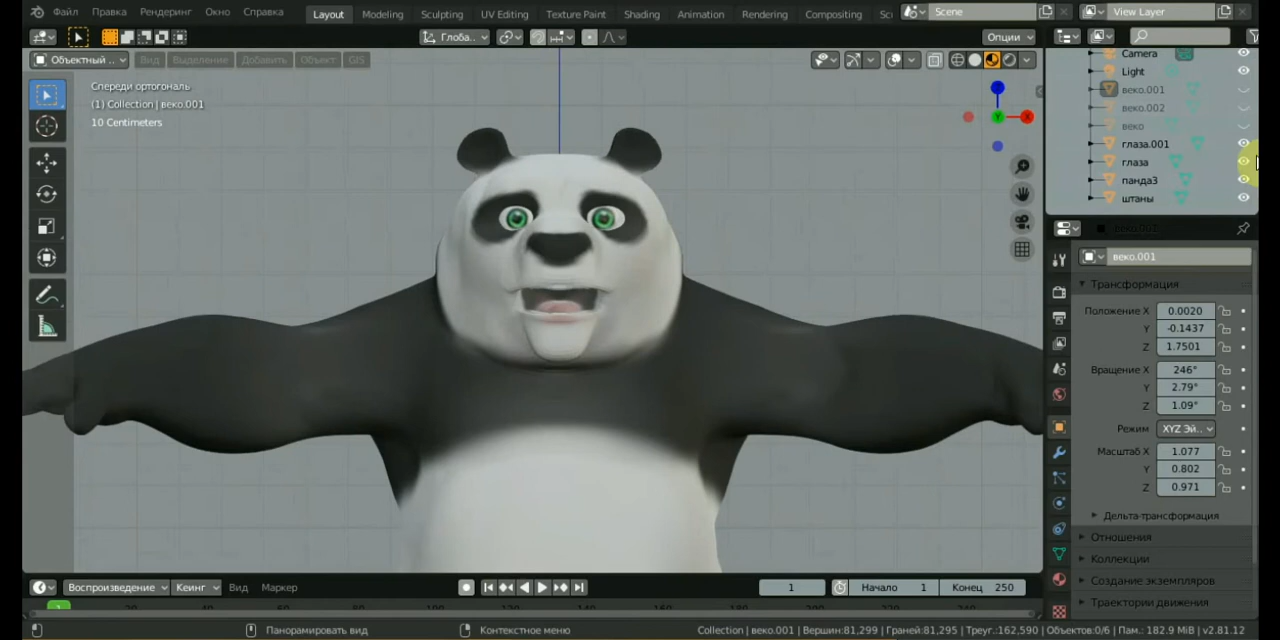 Файл Правка Рендеринг Окно Справка Layout Modeling Sculpting UV Editing Texture Paint Shading Animation Rendering Compositing Sc Scene View Layer
Глоба.. Опции
Объектный .. Вид Выделение Добавить Объект GIS
Спереди ортогональ
(1) Collection | веко.001
10 Centimeters
Z
Y
X
Camera
Light
веко.001
веко.002
веко
глаза.001
глаза
панда3
штаны
веко.001
Трансформация
Положение X 0.0020
Y -0.1437
Z 1.7501
Вращение X 246°
Y 2.79°
Z 1.09°
Режим XYZ Эй..
Масштаб X 1.077
Y 0.802
Z 0.971
Дельта-трансформация
Отношения
Коллекции
Создание экземпляров
Траектории движения
Воспроизведение Кеинг Вид Маркер 1 Начало 1 Конец 250
1
Панорамировать вид Контекстное меню Collection | веко.001 | Вершин:81,299 | Граней:81,295 | Треуг.:162,590 | Объектов:0/6 | Пам.: 182.9 MiB | v2.81.12